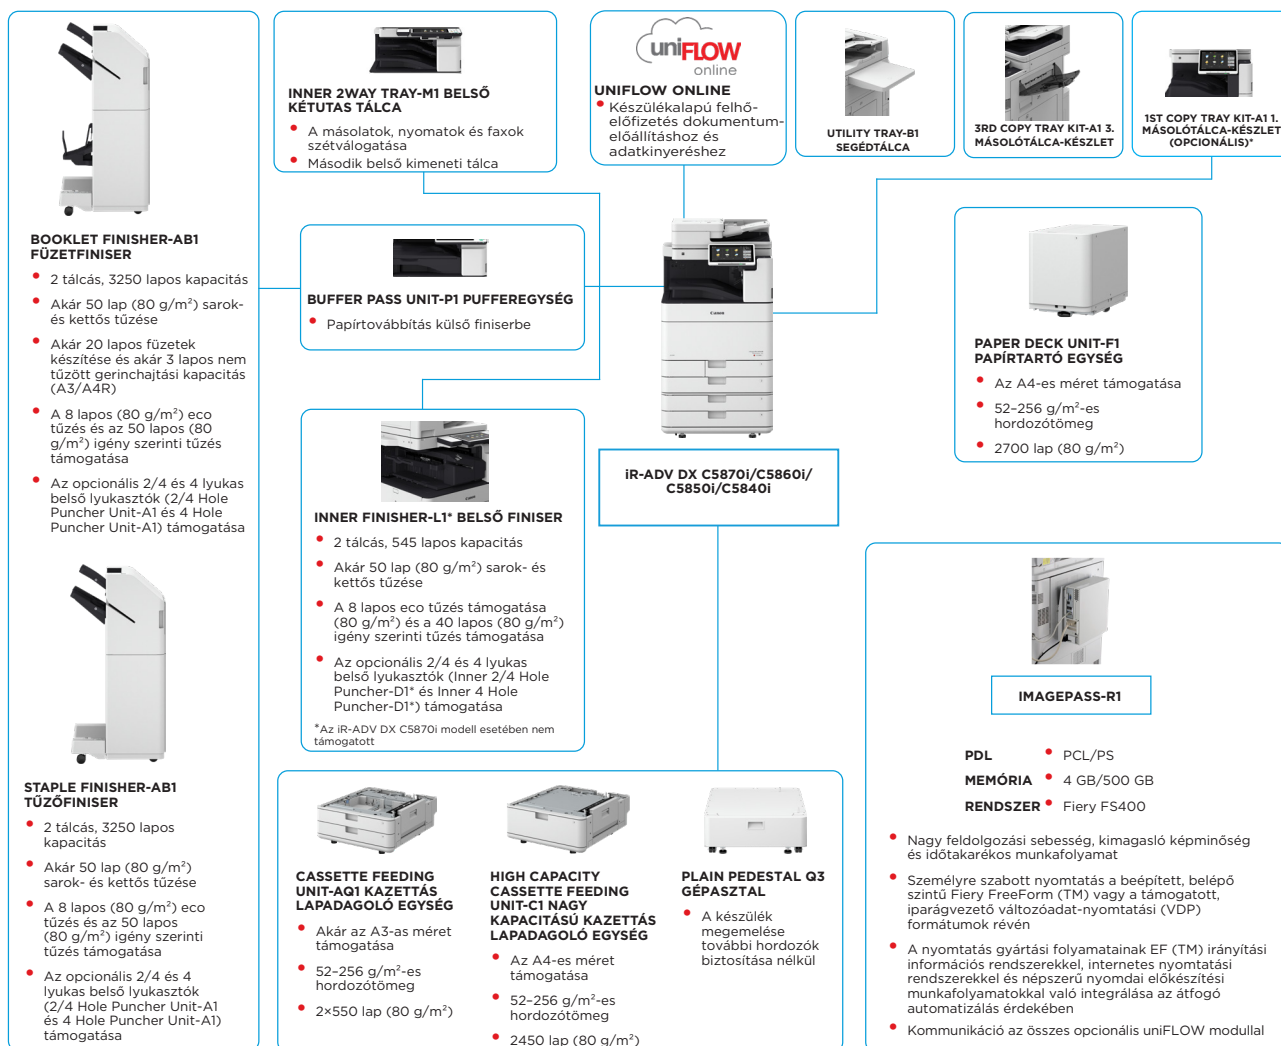 BOOKLET FINISHER-AB1
FÜZETFINISER
2 tálcás, 3250 lapos kapacitás
Akár 50 lap (80 g/m²) sarok-
és kettős tűzése
Akár 20 lapos füzetek
készítése és akár 3 lapos nem
tűzött gerinchajtási kapacitás
(A3/A4R)
A 8 lapos (80 g/m²) eco
tűzés és az 50 lapos (80
g/m²) igény szerinti tűzés
támogatása
Az opcionális 2/4 és 4 lyukas
belső lyukasztók (2/4 Hole
Puncher Unit-A1 és 4 Hole
Puncher Unit-A1) támogatása
STAPLE FINISHER-AB1
TŰZŐFINISER
2 tálcás, 3250 lapos
kapacitás
Akár 50 lap (80 g/m²)
sarok- és kettős tűzése
A 8 lapos (80 g/m²) eco
tűzés és az 50 lapos
(80 g/m²) igény szerinti
tűzés támogatása
Az opcionális 2/4 és 4
lyukas belső lyukasztók
(2/4 Hole Puncher Unit-A1
és 4 Hole Puncher Unit-A1)
támogatása
INNER 2WAY TRAY-M1 BELSŐ
KÉTUTAS TÁLCA
A másolatok, nyomatok és faxok
szétválogatása
Második belső kimeneti tálca
uniFLOW
online
UNIFLOW ONLINE
Készülékalapú felhő-
előfizetés dokumentum-
előállításhoz és
adatkinyeréshez
UTILITY TRAY-B1
SEGÉDTÁLCA
3RD COPY TRAY KIT-A1 3.
MÁSOLÓTÁLCA-KÉSZLET
1ST COPY TRAY KIT-A1 1.
MÁSOLÓTÁLCA-KÉSZLET
(OPCIONÁLIS)*
BUFFER PASS UNIT-P1 PUFFEREGYSÉG
Papírtovábbítás külső finiserbe
Canon
PAPER DECK UNIT-F1
PAPÍRTARTÓ EGYSÉG
Az A4-es méret támogatása
52–256 g/m²-es
hordozótömeg
2700 lap (80 g/m²)
INNER FINISHER-L1* BELSŐ FINISER
2 tálcás, 545 lapos kapacitás
Akár 50 lap (80 g/m²) sarok- és
kettős tűzése
A 8 lapos eco tűzés támogatása
(80 g/m²) és a 40 lapos (80 g/m²)
igény szerinti tűzés támogatása
Az opcionális 2/4 és 4 lyukas
belső lyukasztók (Inner 2/4 Hole
Puncher-D1* és Inner 4 Hole
Puncher-D1*) támogatása
*Az iR-ADV DX C5870i modell esetében nem
támogatott
iR-ADV DX C5870i/C5860i/
C5850i/C5840i
CASSETTE FEEDING
UNIT-AQ1 KAZETTÁS
LAPADAGOLÓ EGYSÉG
Akár az A3-as méret
támogatása
52–256 g/m²-es
hordozótömeg
2×550 lap (80 g/m²)
HIGH CAPACITY
CASSETTE FEEDING
UNIT-C1 NAGY
KAPACITÁSÚ KAZETTÁS
LAPADAGOLÓ EGYSÉG
Az A4-es méret
támogatása
52–256 g/m²-es
hordozótömeg
2450 lap (80 g/m²)
PLAIN PEDESTAL Q3
GÉPASZTAL
A készülék
megemelése
további hordozók
biztosítása nélkül
IMAGEPASS-R1
PDL PCL/PS
MEMÓRIA 4 GB/500 GB
RENDSZER Fiery FS400
Nagy feldolgozási sebesség, kimagasló képminőség
és időtakarékos munkafolyamat
Személyre szabott nyomtatás a beépített, belépő
szintű Fiery FreeForm (TM) vagy a támogatott,
iparágvezető változóadat-nyomtatási (VDP)
formátumok révén
A nyomtatás gyártási folyamatainak EF (TM) irányítási
információs rendszerekkel, internetes nyomtatási
rendszerekkel és népszerű nyomdai előkészítési
munkafolyamatokkal való integrálása az átfogó
automatizálás érdekében
Kommunikáció az összes opcionális uniFLOW modullal